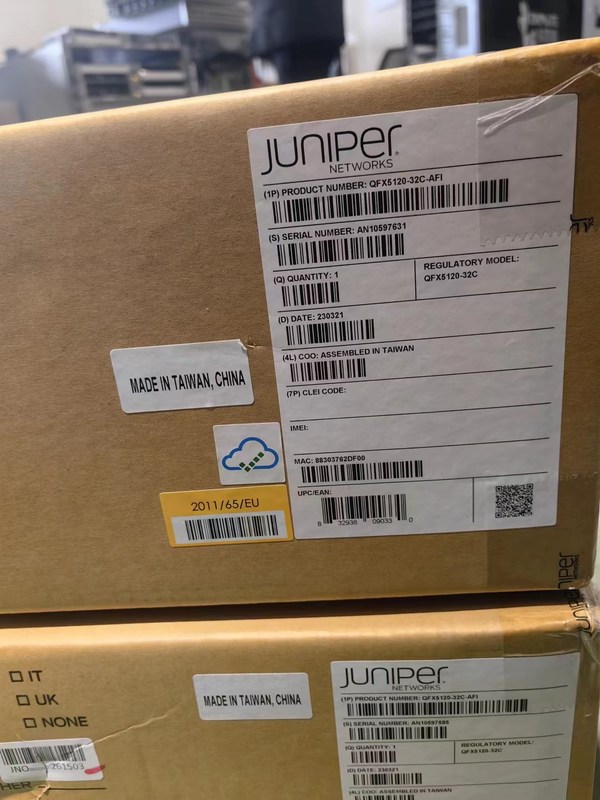 JUNIPER
NETWORKS
(1P) PRODUCT NUMBER: QFX5120-32C-AFI
(S) SERIAL NUMBER: AN10597631
(Q) QUANTITY: 1
REGULATORY MODEL:
QFX5120-32C
(D) DATE: 230321
(4L) COO: ASSEMBLED IN TAIWAN
(7P) CLEI CODE:
IMEI:
MAC: 88303762DF00
UPC/EAN:
8 32938 09033 0
MADE IN TAIWAN, CHINA
2011/65/EU
JUNIPER
NETWORKS
(1P) PRODUCT NUMBER: QFX5120-32C-AFI
(S) SERIAL NUMBER: AN10597585
(Q) QUANTITY: 1
REGULATORY MODEL:
QFX5120-32C
(D) DATE: 230321
(4L) COO: ASSEMBLED IN TAIWAN
MADE IN TAIWAN, CHINA
IT
UK
NONE